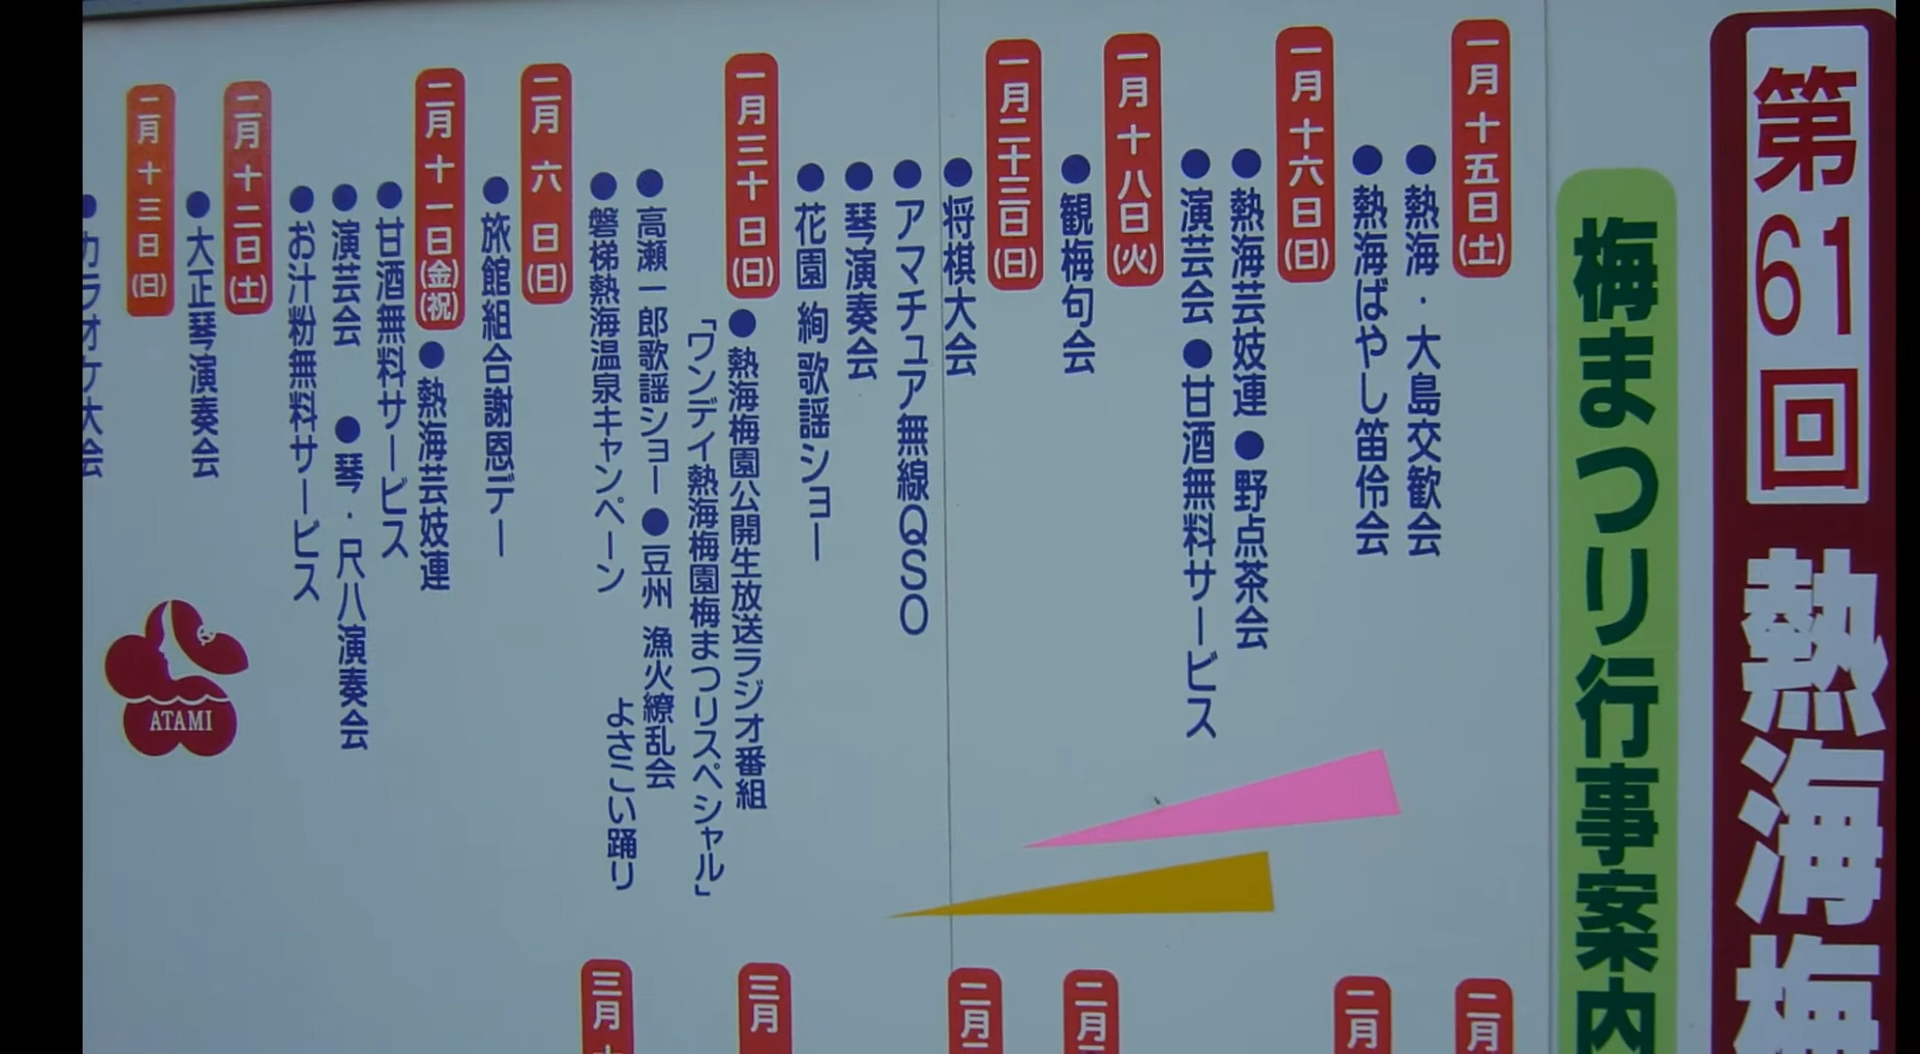 第61回 熱海梅
梅まつり行事案内
一月十五日(土)
●熱海・大島交歓会
●熱海ばやし笛伶会
一月十六日(日)
●熱海芸妓連 ●野点茶会
●演芸会 ●甘酒無料サービス
一月十八日(火)
●観梅句会
一月二十三日(日)
●将棋大会
●アマチュア無線QSO
●琴演奏会
●花園 絢 歌謡ショー
一月三十日(日)
●熱海梅園公開生放送ラジオ番組
「ワンデイ熱海梅園梅まつりスペシャル」
●高瀬一郎歌謡ショー ●豆州 漁火繚乱会
よさこい踊り
●磐梯熱海温泉キャンペーン
二月六日(日)
●旅館組合謝恩デー
二月十一日(金)(祝)
●熱海芸妓連
●甘酒無料サービス
●演芸会 ●琴・尺八演奏会
●お汁粉無料サービス
二月十二日(土)
●大正琴演奏会
二月十三日(日)
●カラオケ大会
ATAMI
二月
二月
二月
二月
三月
三月